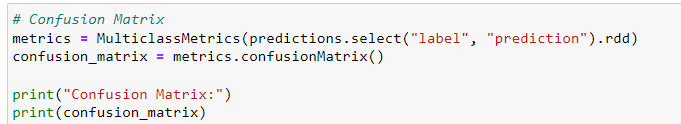 # Confusion Matrix
metrics = MulticlassMetrics(predictions.select("label", "prediction").rdd)
confusion_matrix = metrics.confusionMatrix()
print("Confusion Matrix:")
print(confusion_matrix)